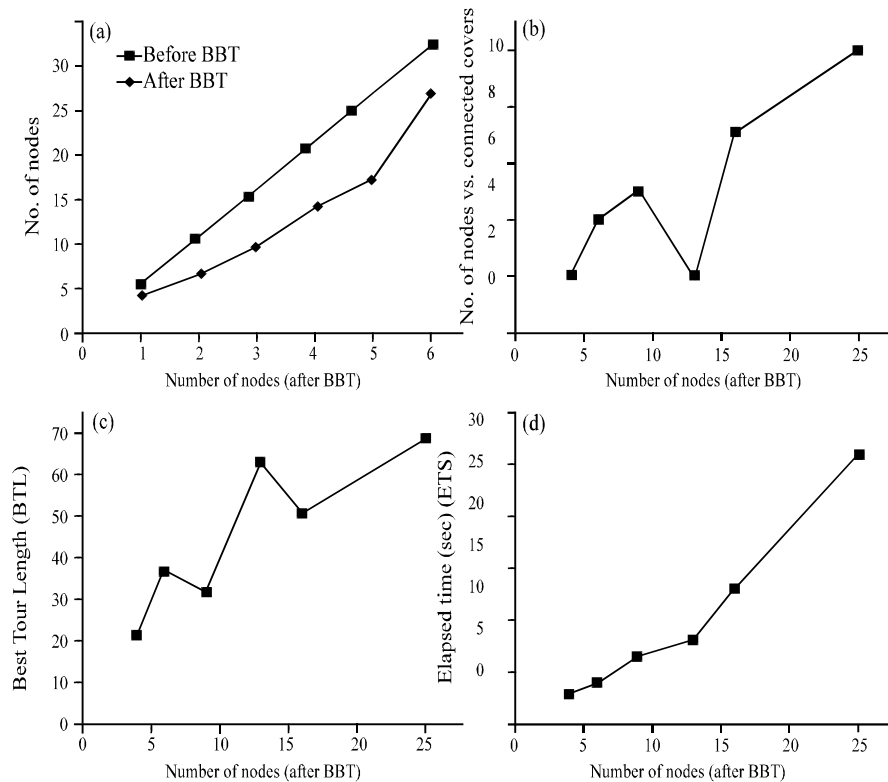 (a)
Before BBT
After BBT
No. of nodes
30
25
20
15
10
5
0
0 1 2 3 4 5 6
Number of nodes (after BBT)
(b)
No. of nodes vs. connected covers
10
8
6
4
2
0
0 5 10 15 20 25
Number of nodes (after BBT)
(c)
Best Tour Length (BTL)
70
60
50
40
30
20
10
0
0 5 10 15 20 25
Number of nodes (after BBT)
(d)
Elapsed time (sec) (ETS)
30
25
20
10
5
0
0 5 10 15 20 25
Number of nodes (after BBT)